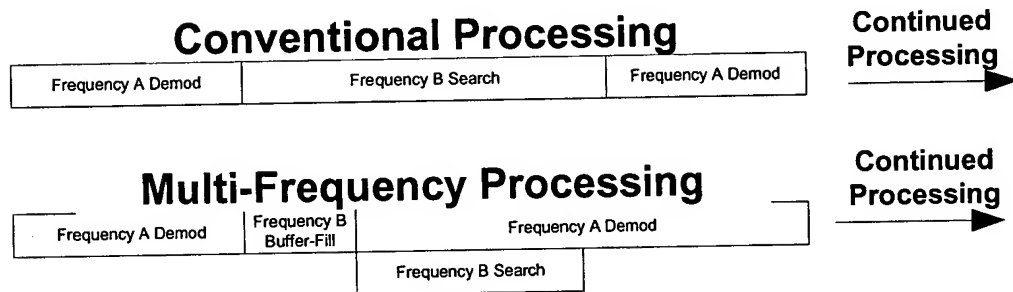 Conventional Processing
Continued
Processing
Frequency A Demod
Frequency B Search
Frequency A Demod
Multi-Frequency Processing
Continued
Processing
Frequency A Demod
Frequency B
Buffer-Fill
Frequency A Demod
Frequency B Search